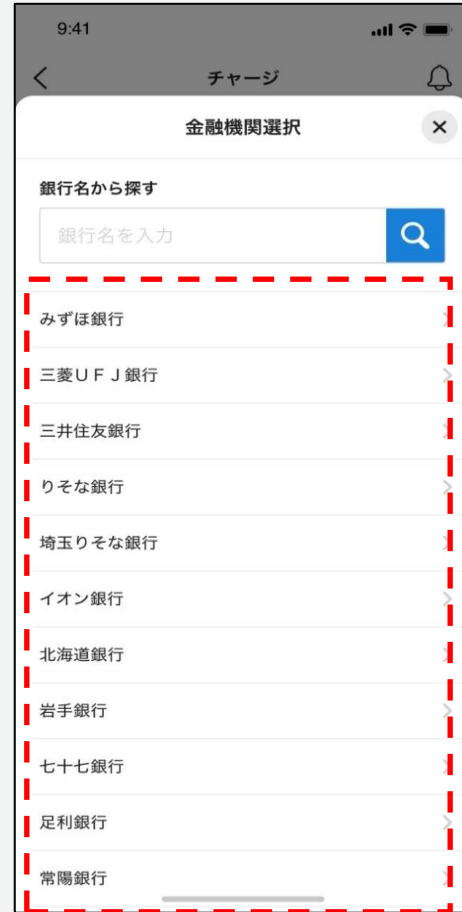 9:41
チャージ
金融機関選択
銀行名から探す
銀行名を入力
みずほ銀行
三菱ＵＦＪ銀行
三井住友銀行
りそな銀行
埼玉りそな銀行
イオン銀行
北海道銀行
岩手銀行
七十七銀行
足利銀行
常陽銀行